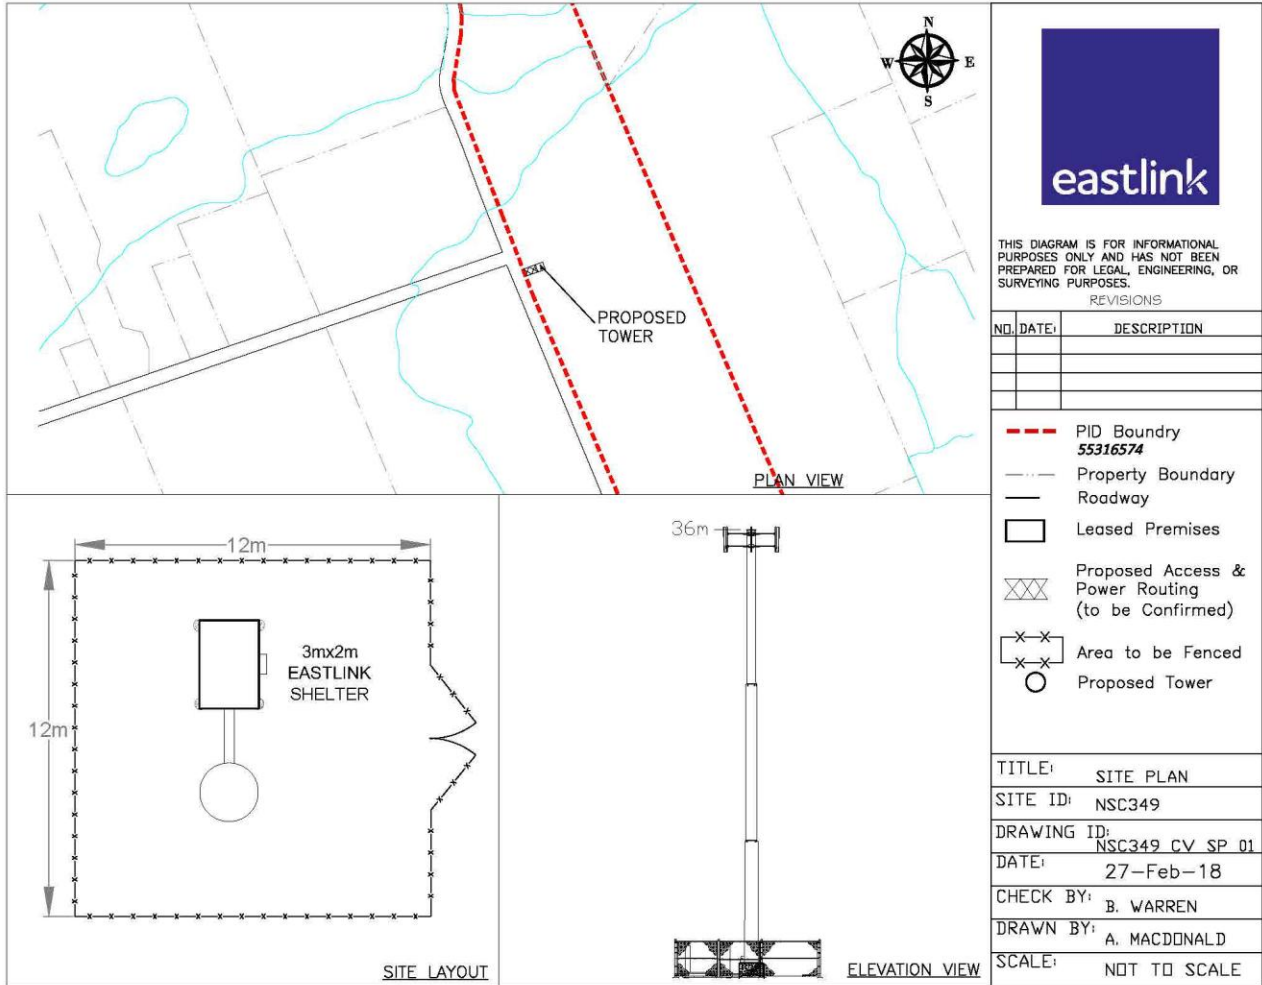 N
W
E
S
PROPOSED
TOWER
PLAN VIEW
12m
12m
3mx2m
EASTLINK
SHELTER
SITE LAYOUT
36m
ELEVATION VIEW
eastlink
THIS DIAGRAM IS FOR INFORMATIONAL
PURPOSES ONLY AND HAS NOT BEEN
PREPARED FOR LEGAL, ENGINEERING, OR
SURVEYING PURPOSES.
REVISIONS
NO. DATE: DESCRIPTION
PID Boundry
55316574
Property Boundary
Roadway
Leased Premises
Proposed Access &
Power Routing
(to be Confirmed)
Area to be Fenced
Proposed Tower
TITLE: SITE PLAN
SITE ID: NSC349
DRAWING ID:
NSC349 CV SP 01
DATE: 27-Feb-18
CHECK BY: B. WARREN
DRAWN BY: A. MACDONALD
SCALE: NOT TO SCALE